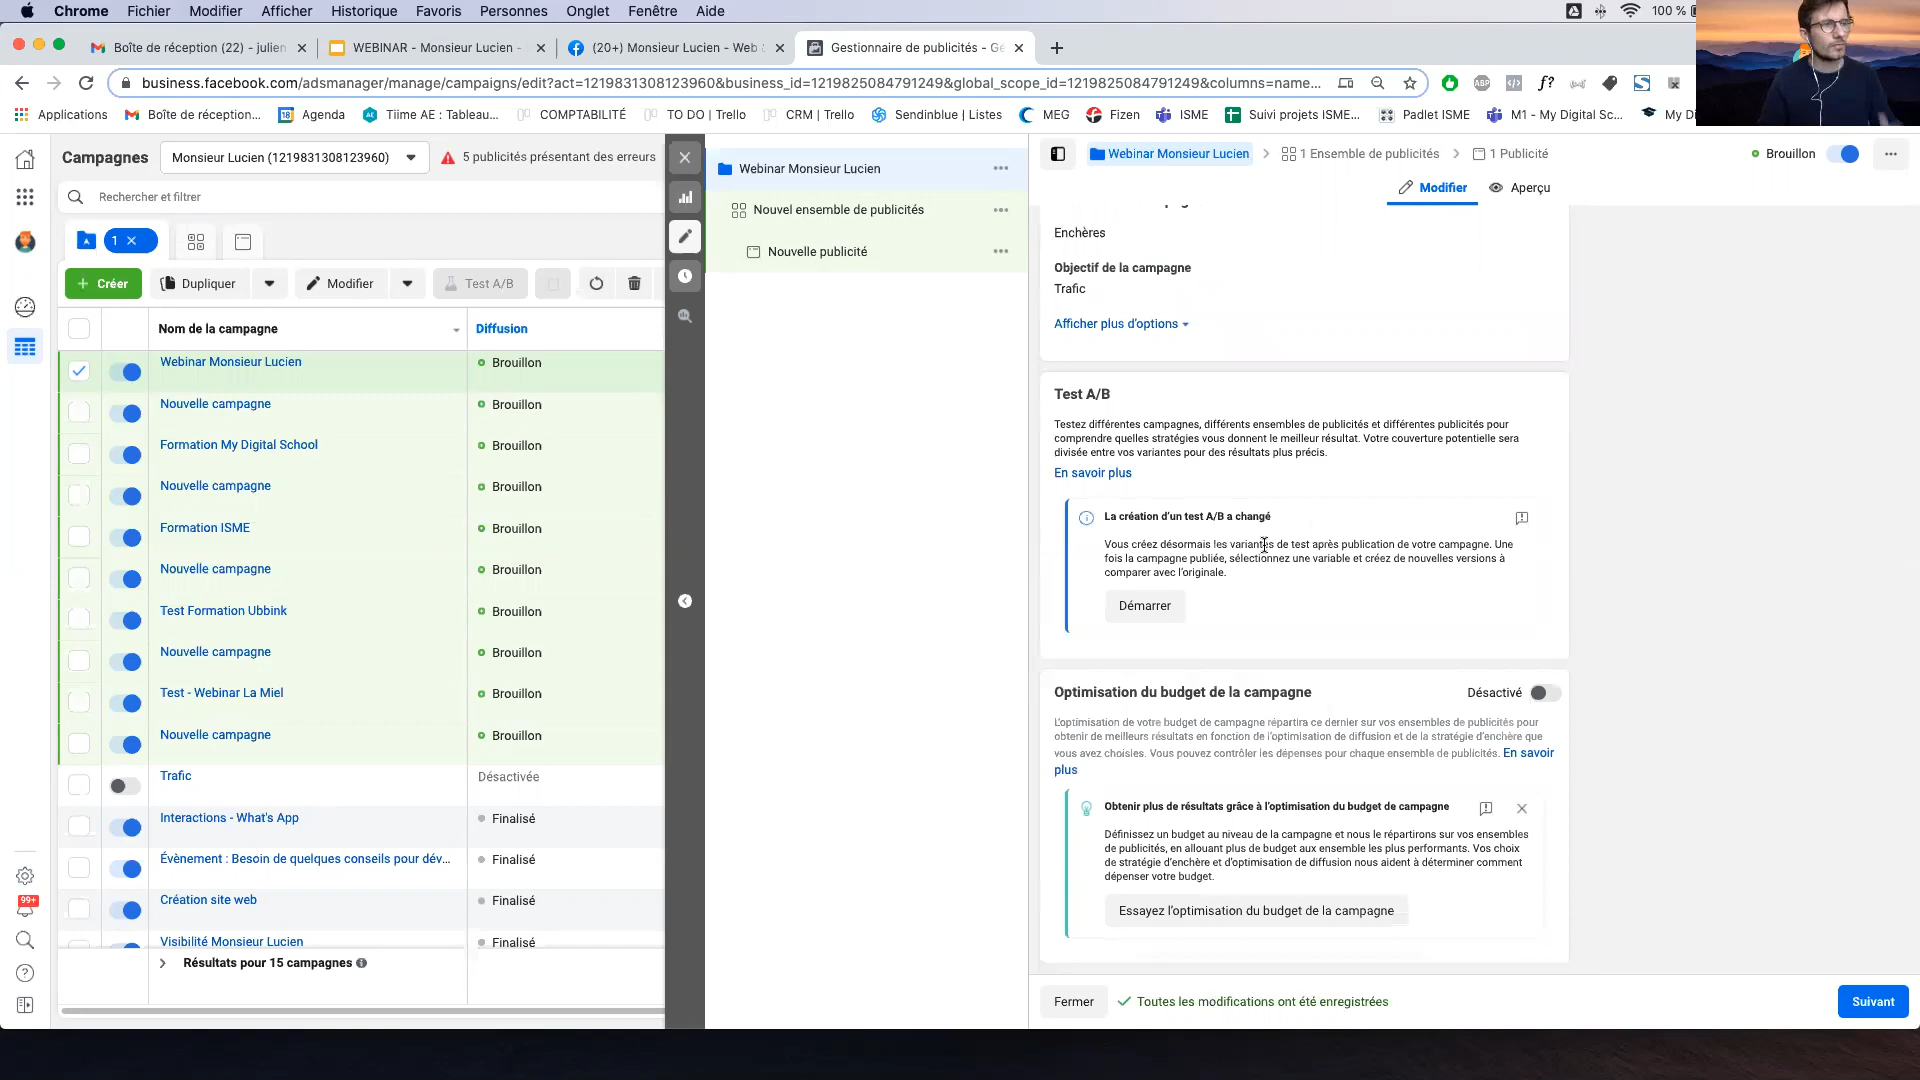 Chrome Fichier Modifier Afficher Historique Favoris Personnes Onglet Fenêtre Aide 100 %
Boîte de réception (22) - julien
WEBINAR - Monsieur Lucien -
(20+) Monsieur Lucien - Web
Gestionnaire de publicités - Ge
business.facebook.com/adsmanager/manage/campaigns/edit?act=1219831308123960&business_id=1219825084791249&global_scope_id=1219825084791249&columns=name...
Applications
Boîte de réception...
Agenda
Tiime AE : Tableau...
COMPTABILITÉ
TO DO | Trello
CRM | Trello
Sendinblue | Listes
MEG
Fizen
ISME
Suivi projets ISME...
Padlet ISME
M1 - My Digital Sc...
My Di
Campagnes
Monsieur Lucien (1219831308123960)
5 publicités présentant des erreurs
Rechercher et filtrer
1
Créer
Dupliquer
Modifier
Test A/B
Nom de la campagne
Diffusion
Webinar Monsieur Lucien Brouillon
Nouvelle campagne Brouillon
Formation My Digital School Brouillon
Nouvelle campagne Brouillon
Formation ISME Brouillon
Nouvelle campagne Brouillon
Test Formation Ubbink Brouillon
Nouvelle campagne Brouillon
Test - Webinar La Miel Brouillon
Nouvelle campagne Brouillon
Trafic Désactivée
Interactions - What's App Finalisé
Évènement : Besoin de quelques conseils pour dév... Finalisé
Création site web Finalisé
Visibilité Monsieur Lucien Finalisé
Résultats pour 15 campagnes
99+
Webinar Monsieur Lucien
Nouvel ensemble de publicités
Nouvelle publicité
Webinar Monsieur Lucien
1 Ensemble de publicités
1 Publicité
Brouillon
Modifier
Aperçu
Enchères
Objectif de la campagne
Trafic
Afficher plus d'options
Test A/B
Testez différentes campagnes, différents ensembles de publicités et différentes publicités pour
comprendre quelles stratégies vous donnent le meilleur résultat. Votre couverture potentielle sera
divisée entre vos variantes pour des résultats plus précis.
En savoir plus
La création d'un test A/B a changé
Vous créez désormais les variantes de test après publication de votre campagne. Une
fois la campagne publiée, sélectionnez une variable et créez de nouvelles versions à
comparer avec l'originale.
Démarrer
Optimisation du budget de la campagne
Désactivé
L'optimisation de votre budget de campagne répartira ce dernier sur vos ensembles de publicités pour
obtenir de meilleurs résultats en fonction de l'optimisation de diffusion et de la stratégie d'enchère que
vous avez choisies. Vous pouvez contrôler les dépenses pour chaque ensemble de publicités. En savoir
plus
Obtenir plus de résultats grâce à l'optimisation du budget de campagne
Définissez un budget au niveau de la campagne et nous le répartirons sur vos ensembles
de publicités, en allouant plus de budget aux ensemble les plus performants. Vos choix
de stratégie d'enchère et d'optimisation de diffusion nous aident à déterminer comment
dépenser votre budget.
Essayez l'optimisation du budget de la campagne
Fermer
Toutes les modifications ont été enregistrées
Suivant